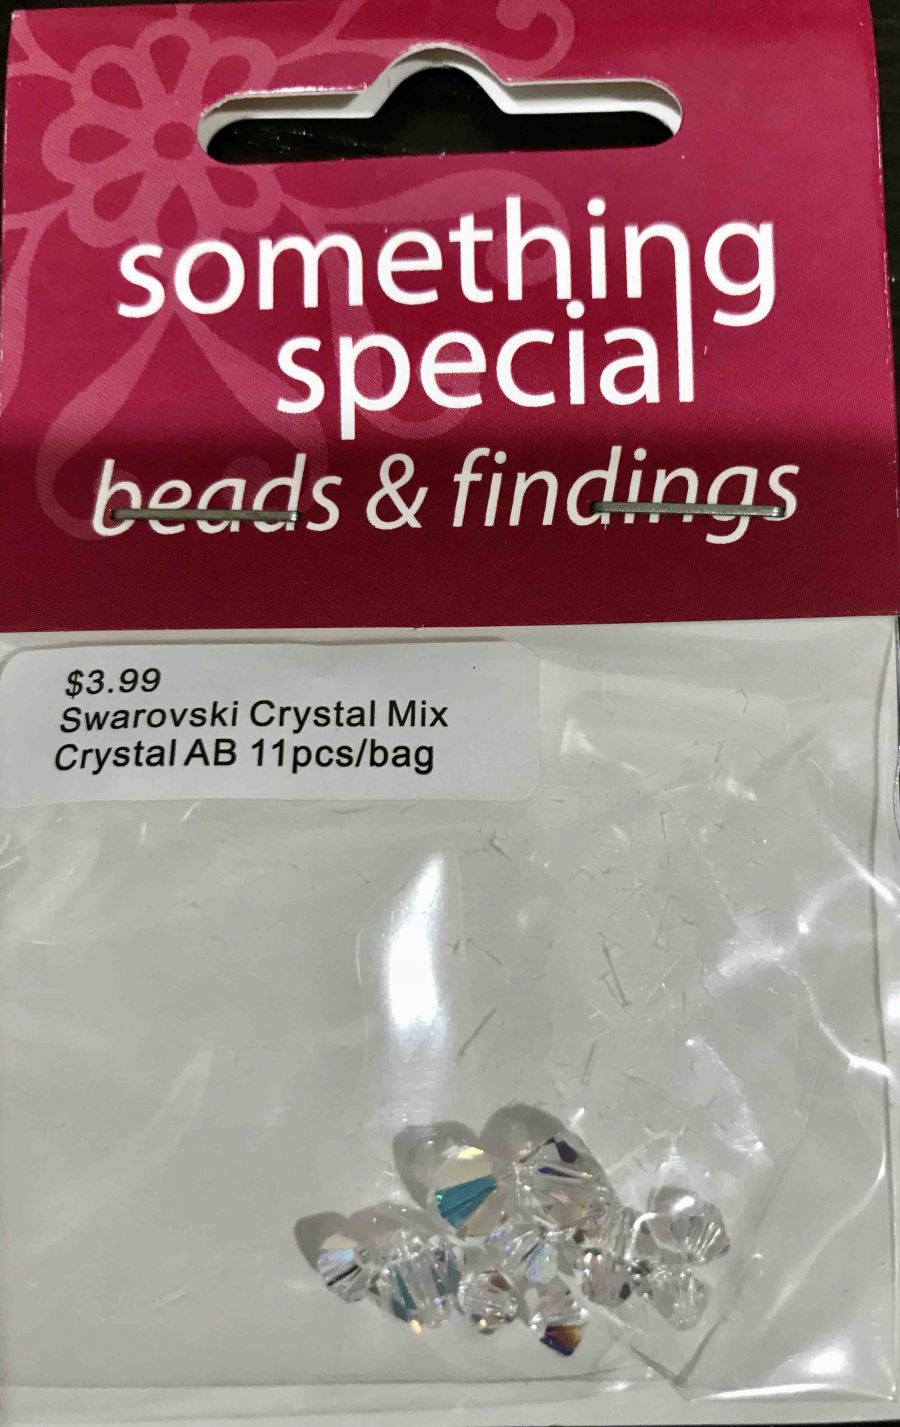 something
special
beads & findings
$3.99
Swarovski Crystal Mix
Crystal AB 11pcs/bag